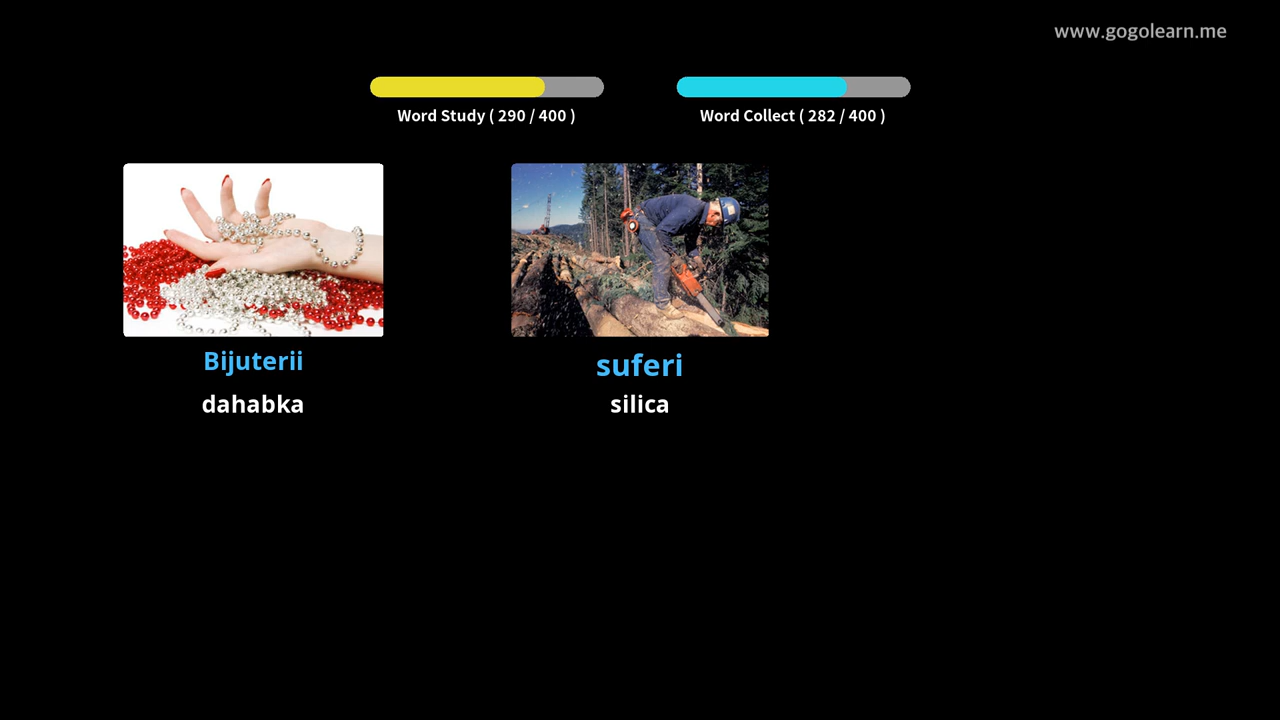 www.gogolearn.me
Word Study ( 290 / 400 )
Word Collect ( 282 / 400 )
Bijuterii
dahabka
suferi
silica